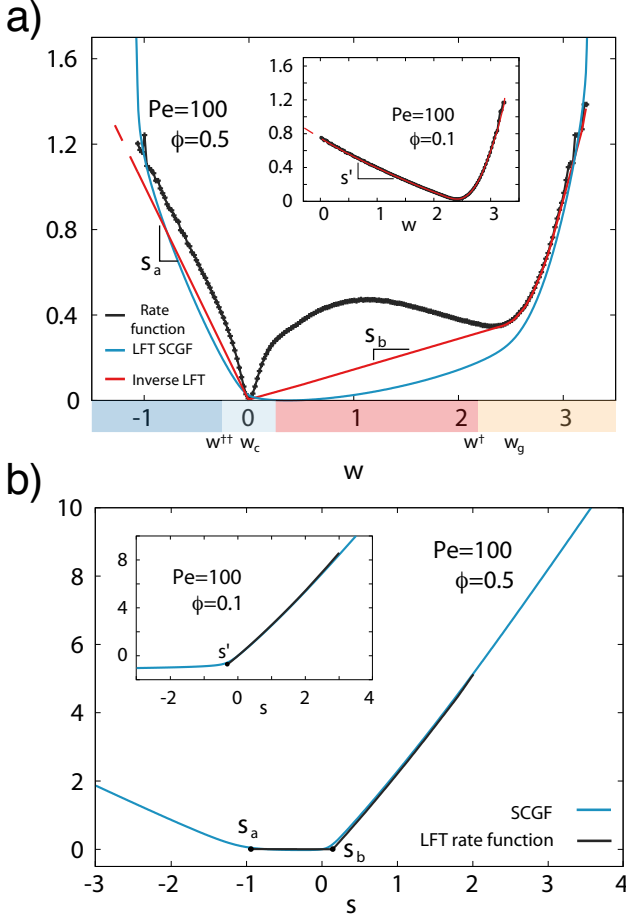 a)
1.6
1.2
0.8
0.4
0
Pe=100
ϕ=0.5
Sₐ
S_b
Rate
function
LFT SCGF
Inverse LFT
1.2
0.8
0.4
0
Pe=100
ϕ=0.1
s'
0 1 2 3
w
-1 0 1 2 3
w†† w_c w† w_g
w
b)
10
8
6
4
2
0
Pe=100
ϕ=0.5
8
4
0
Pe=100
ϕ=0.1
s'
-2 0 2 4
s
Sₐ
S_b
SCGF
LFT rate function
-3 -2 -1 0 1 2 3 4
s